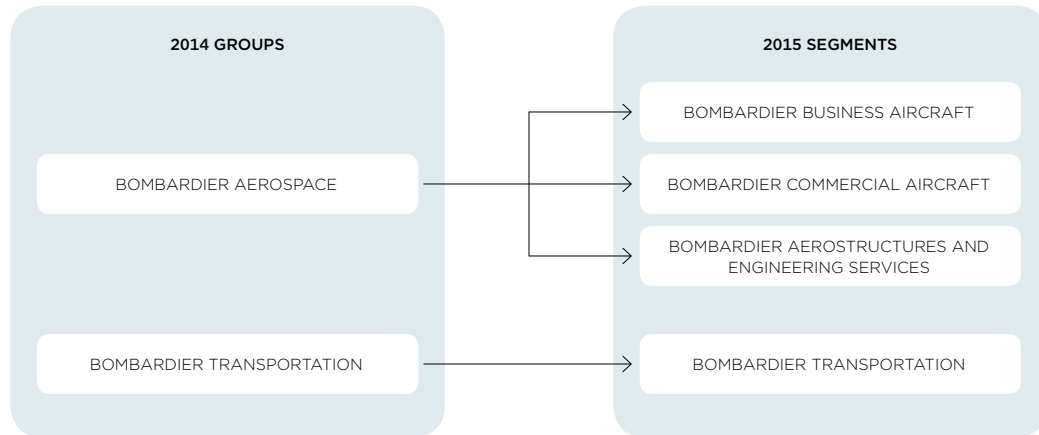 2014 GROUPS
BOMBARDIER AEROSPACE
BOMBARDIER TRANSPORTATION
2015 SEGMENTS
BOMBARDIER BUSINESS AIRCRAFT
BOMBARDIER COMMERCIAL AIRCRAFT
BOMBARDIER AEROSTRUCTURES AND
ENGINEERING SERVICES
BOMBARDIER TRANSPORTATION